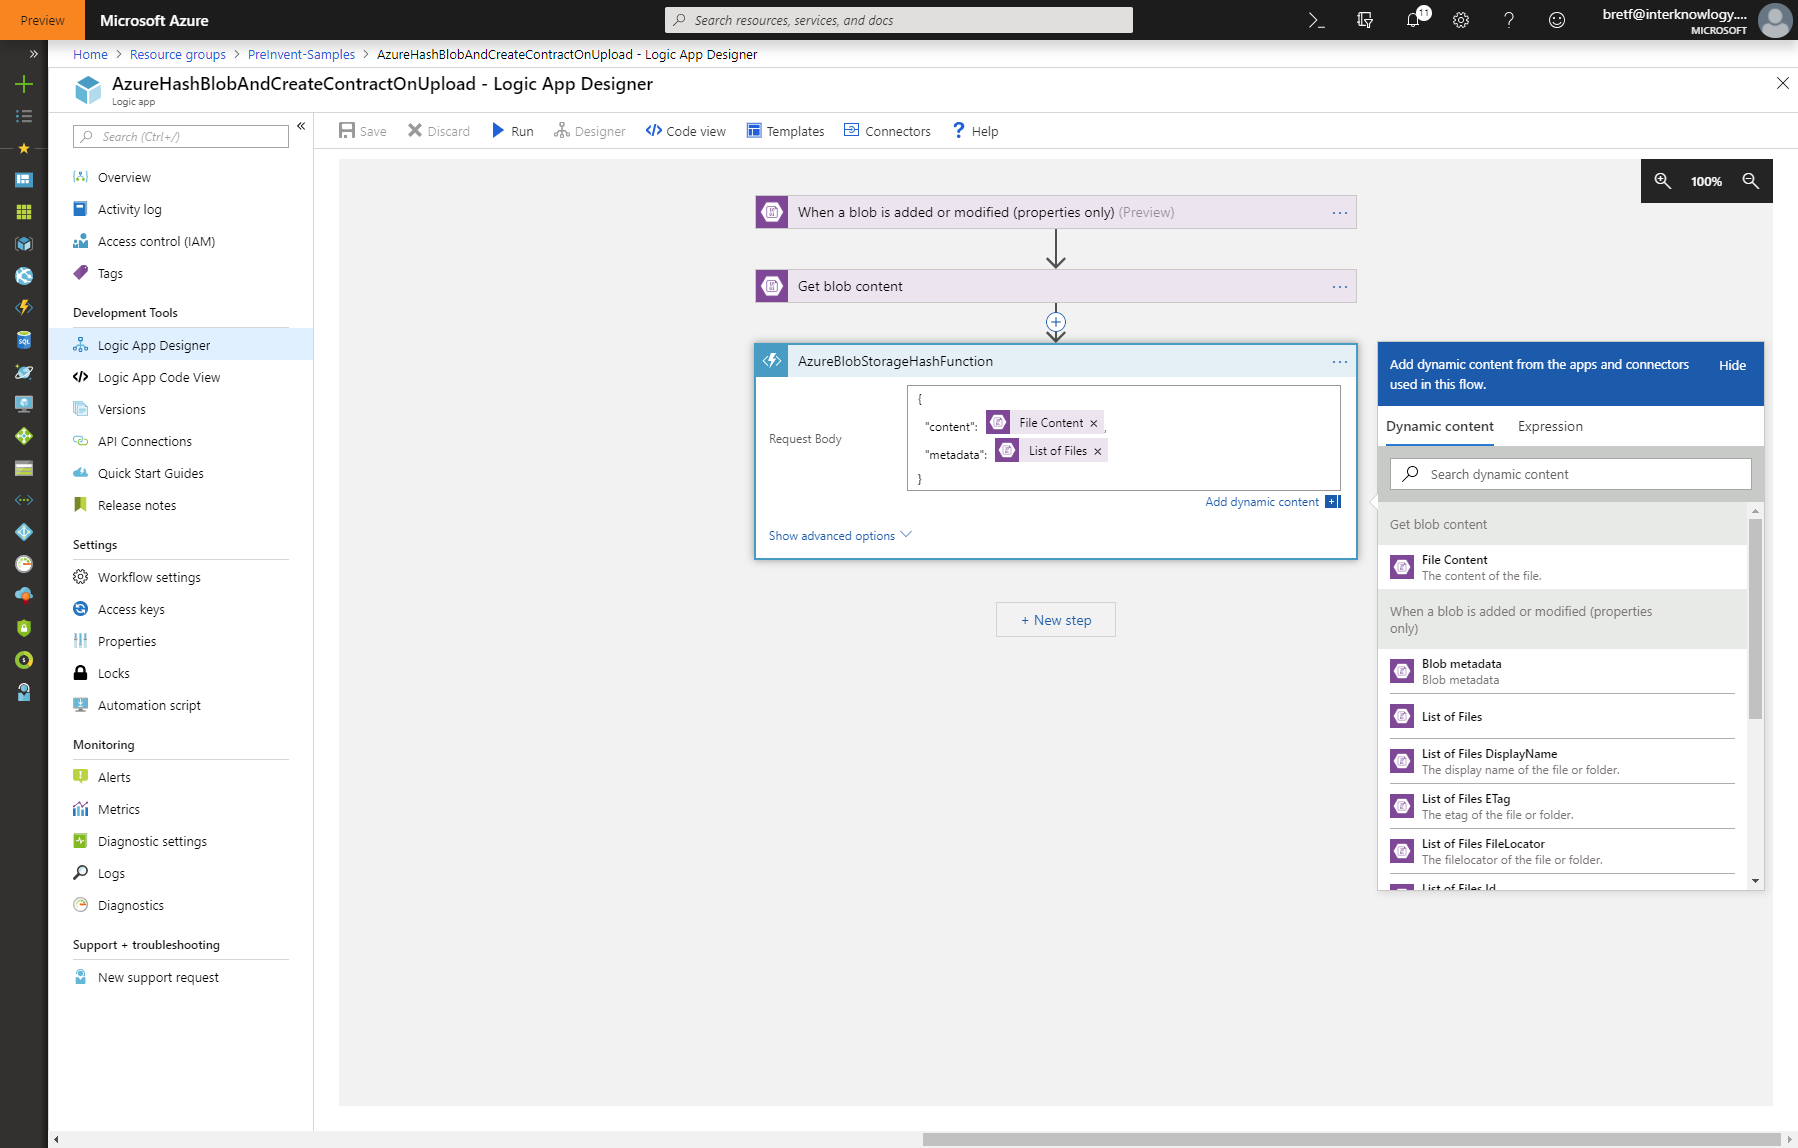 Preview
Microsoft Azure
Search resources, services, and docs
11
bretf@interknowlogy....
MICROSOFT
Home > Resource groups > PreInvent-Samples > AzureHashBlobAndCreateContractOnUpload - Logic App Designer
AzureHashBlobAndCreateContractOnUpload - Logic App Designer
Logic app
Search (Ctrl+/)
Overview
Activity log
Access control (IAM)
Tags
Development Tools
Logic App Designer
Logic App Code View
Versions
API Connections
Quick Start Guides
Release notes
Settings
Workflow settings
Access keys
Properties
Locks
Automation script
Monitoring
Alerts
Metrics
Diagnostic settings
Logs
Diagnostics
Support + troubleshooting
New support request
Save
Discard
Run
Designer
Code view
Templates
Connectors
Help
100%
When a blob is added or modified (properties only) (Preview)
Get blob content
AzureBlobStorageHashFunction
Request Body
{
"content": File Content ×,
"metadata": List of Files ×
}
Add dynamic content
Show advanced options
+ New step
Add dynamic content from the apps and connectors
used in this flow.
Hide
Dynamic content
Expression
Search dynamic content
Get blob content
File Content
The content of the file.
When a blob is added or modified (properties
only)
Blob metadata
Blob metadata
List of Files
List of Files DisplayName
The display name of the file or folder.
List of Files ETag
The etag of the file or folder.
List of Files FileLocator
The filelocator of the file or folder.
List of Files Id